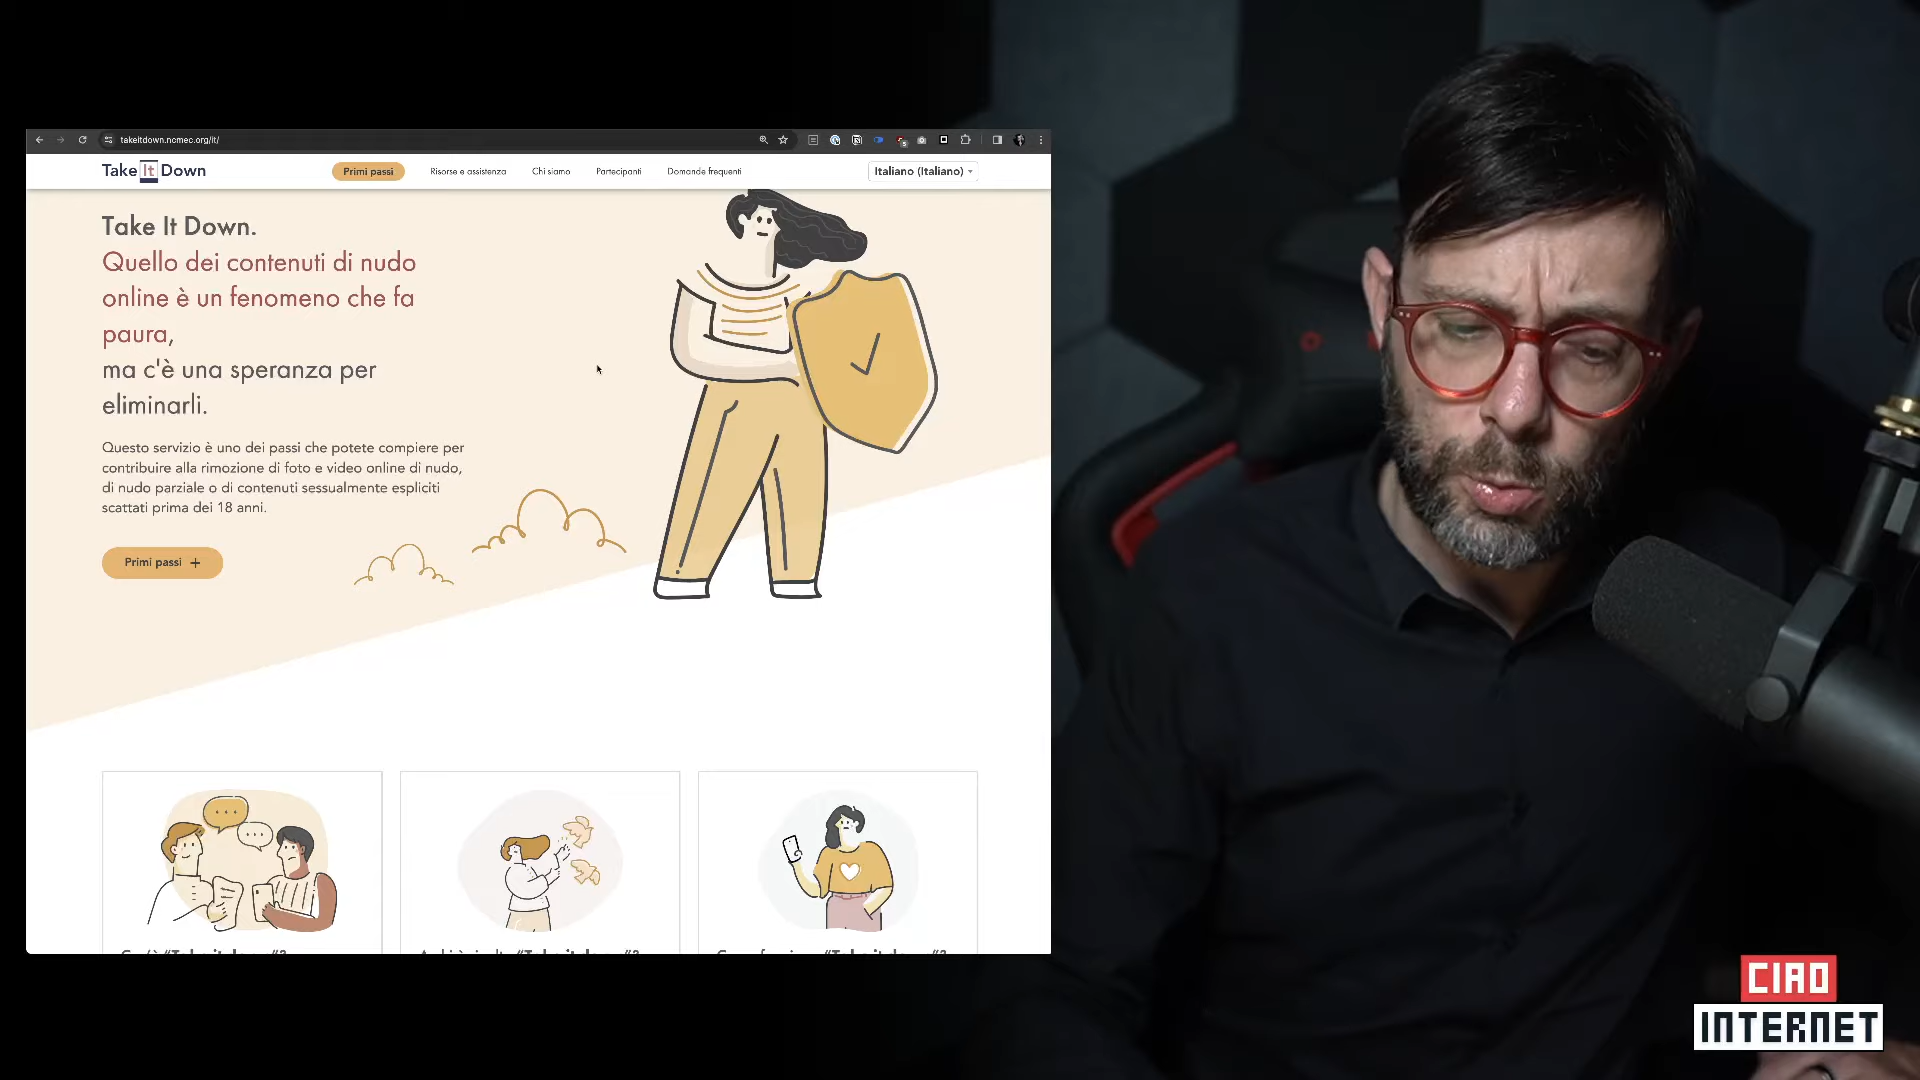 takeitdown.ncmec.org/it/
Take It Down
Primi passi
Risorse e assistenza
Chi siamo
Partecipanti
Domande frequenti
Italiano (Italiano)
Take It Down.
Quello dei contenuti di nudo
online è un fenomeno che fa
paura,
ma c'è una speranza per
eliminarli.
Questo servizio è uno dei passi che potete compiere per
contribuire alla rimozione di foto e video online di nudo,
di nudo parziale o di contenuti sessualmente espliciti
scattati prima dei 18 anni.
Primi passi +
CIAO
INTERNET